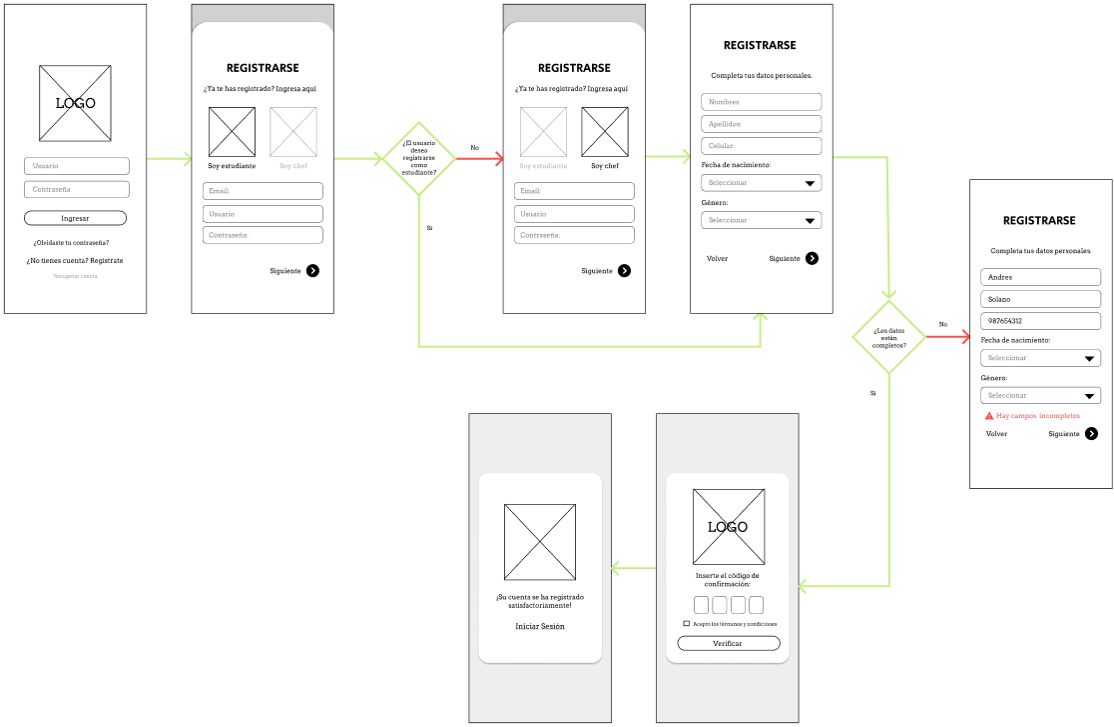 LOGO
Usuario
Contraseña
Ingresar
¿Olvidaste tu contraseña?
¿No tienes cuenta? Regístrate
Recuperar cuenta
REGISTRARSE
¿Ya te has registrado? Ingresa aquí
Soy estudiante
Soy chef
Email:
Usuario
Contraseña:
Siguiente
¿El usuario
desea
registrarse
como
estudiante?
No
Si
REGISTRARSE
¿Ya te has registrado? Ingresa aquí
Soy estudiante
Soy chef
Email:
Usuario
Contraseña:
Siguiente
REGISTRARSE
Completa tus datos personales.
Nombres
Apellidos:
Celular:
Fecha de nacimiento:
Seleccionar
Género:
Seleccionar
Volver
Siguiente
¿Los datos
están
completos?
No
Si
REGISTRARSE
Completa tus datos personales.
Andres
Solano
987654312
Fecha de nacimiento:
Seleccionar
Género:
Seleccionar
Hay campos incompletos
Volver
Siguiente
LOGO
Inserte el código de
confirmación:
Acepto los términos y condiciones
Verificar
¡Su cuenta se ha registrado
satisfactoriamente!
Iniciar Sesión